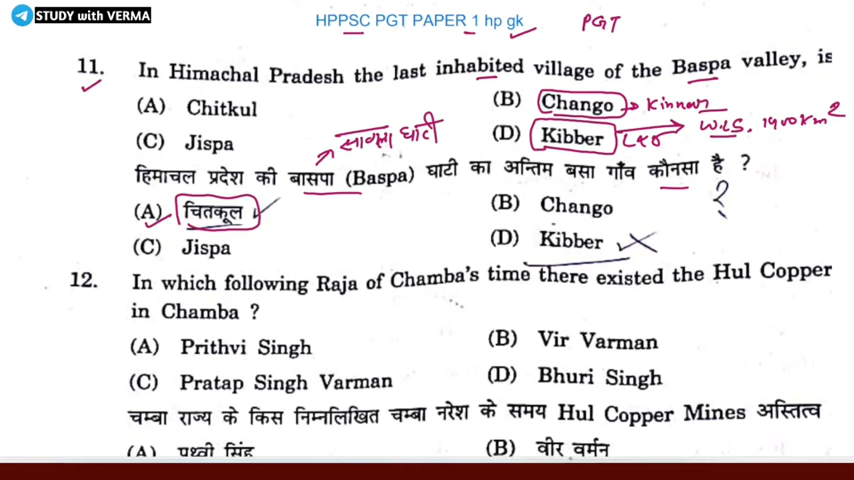 STUDY with VERMA
HPPSC PGT PAPER 1 hp gk
PGT
11. In Himachal Pradesh the last inhabited village of the Baspa valley, is
(A) Chitkul
(B) Chango → Kinnaur
(C) Jispa
(D) Kibber → W.L.S. 1400 km²
L&S
सांगला घाटी
हिमाचल प्रदेश की बासपा (Baspa) घाटी का अन्तिम बसा गाँव कौनसा है ?
(A) चितकूल
(B) Chango
?
(C) Jispa
(D) Kibber
12. In which following Raja of Chamba's time there existed the Hul Copper
in Chamba ?
(A) Prithvi Singh
(B) Vir Varman
(C) Pratap Singh Varman
(D) Bhuri Singh
चम्बा राज्य के किस निम्नलिखित चम्बा नरेश के समय Hul Copper Mines अस्तित्व
(A) पृथ्वी सिंह
(B) वीर वर्मन